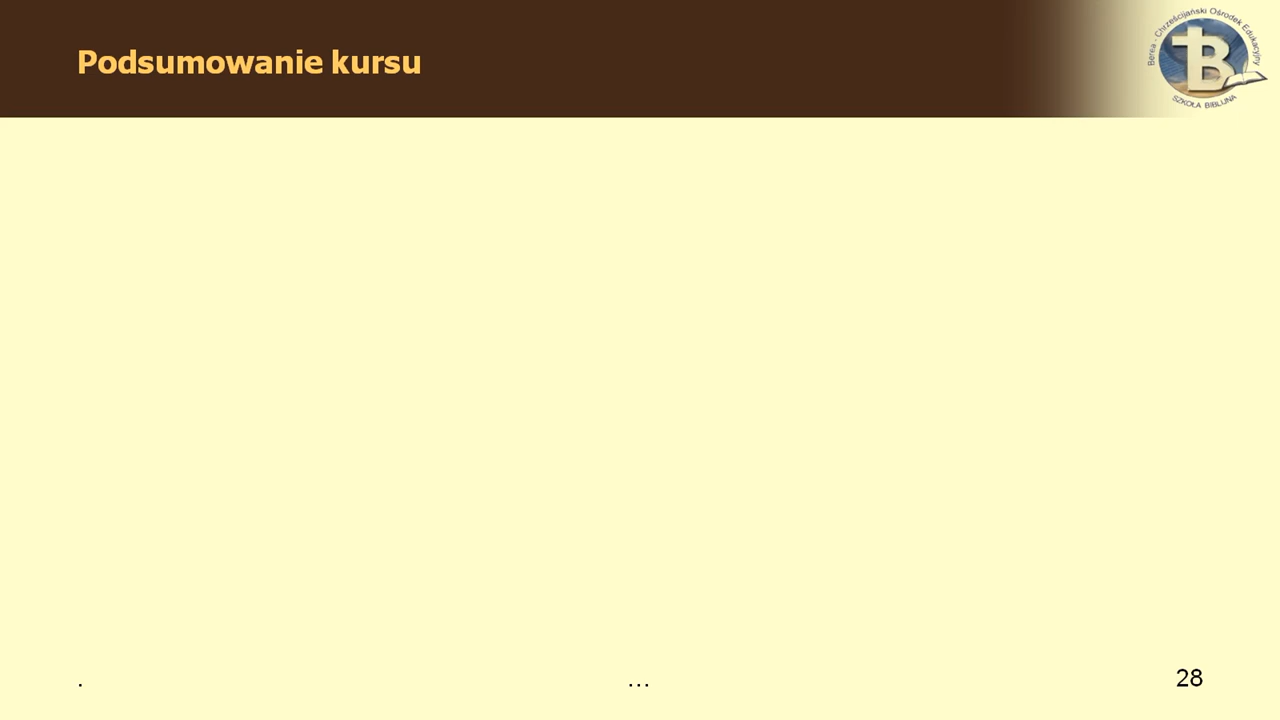 Podsumowanie kursu
Berea - Chrześcijański Ośrodek Edukacyjny
SZKOŁA BIBLIJNA
.
...
28